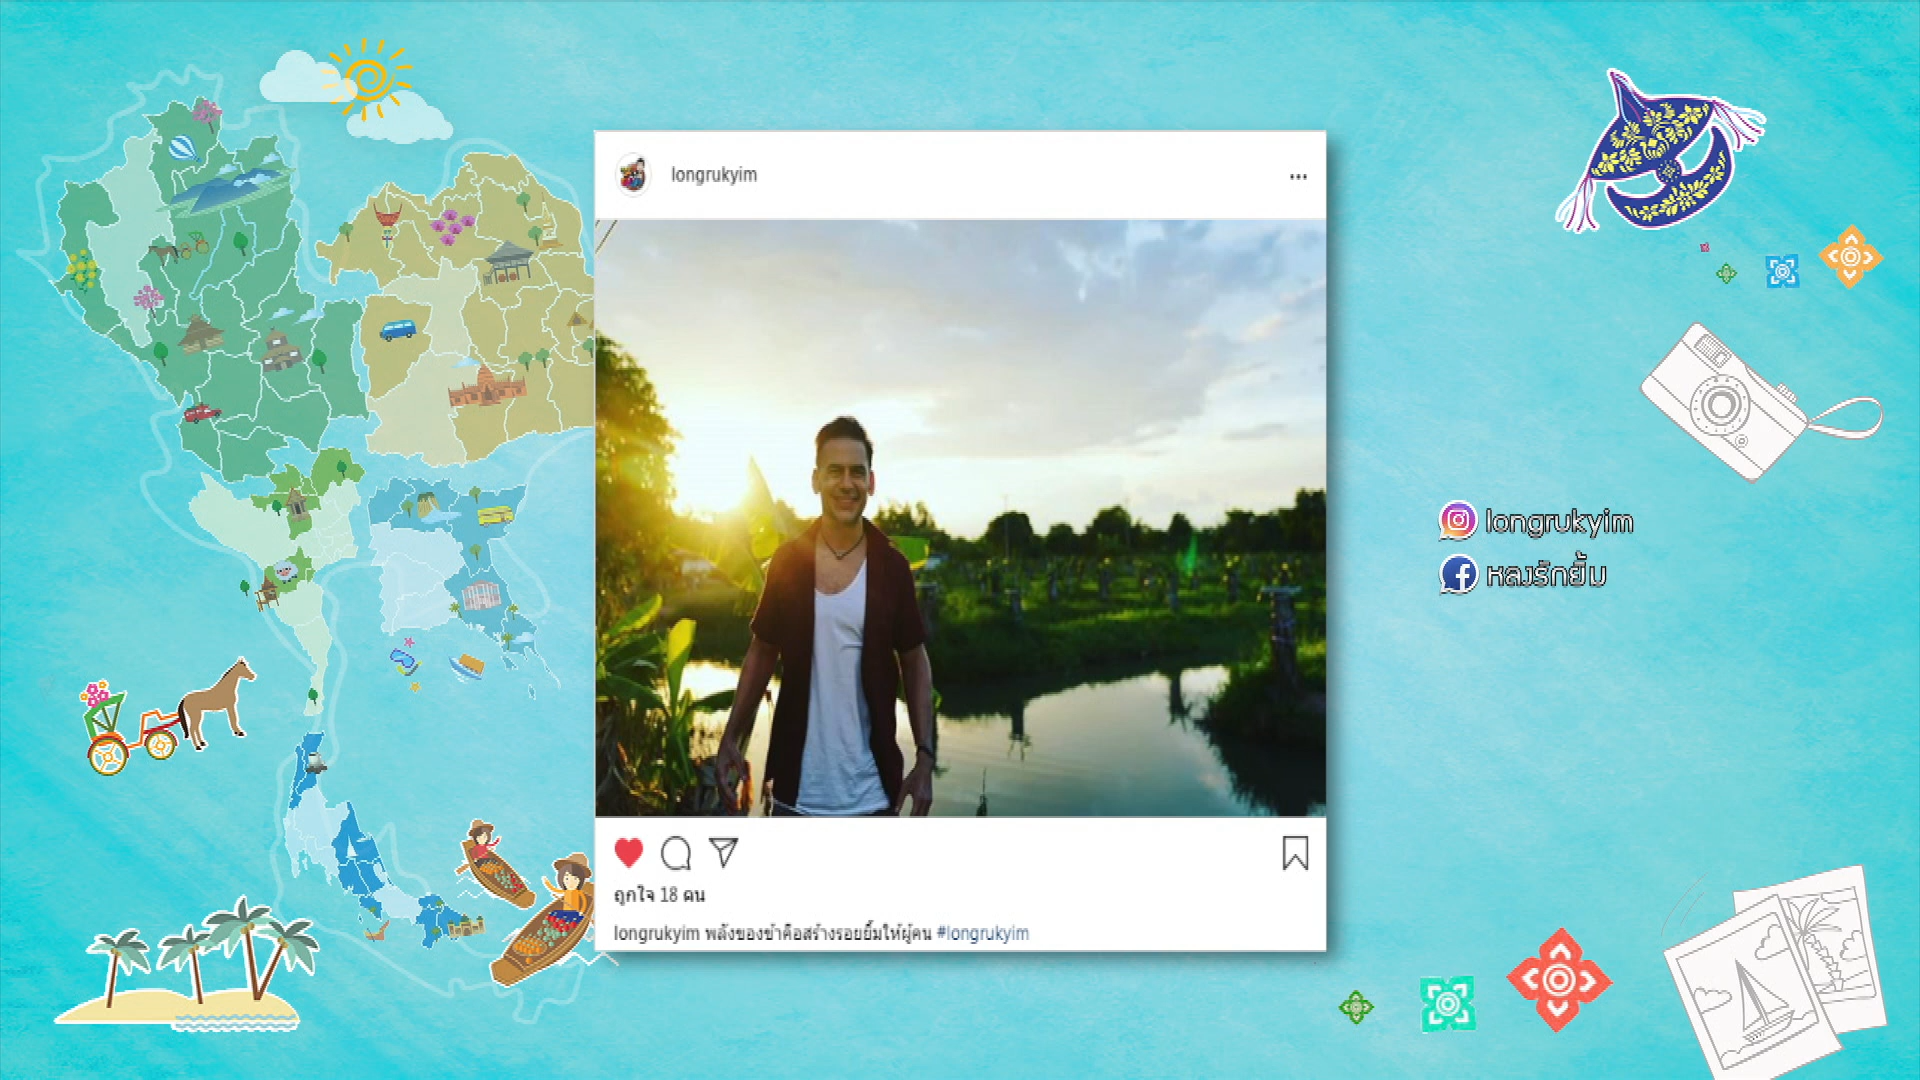 longrukyim
ถูกใจ 18 คน
longrukyim พลังของข้าคือสร้างรอยยิ้มให้ผู้คน #longrukyim
longrukyim
หลงรักยิ้ม